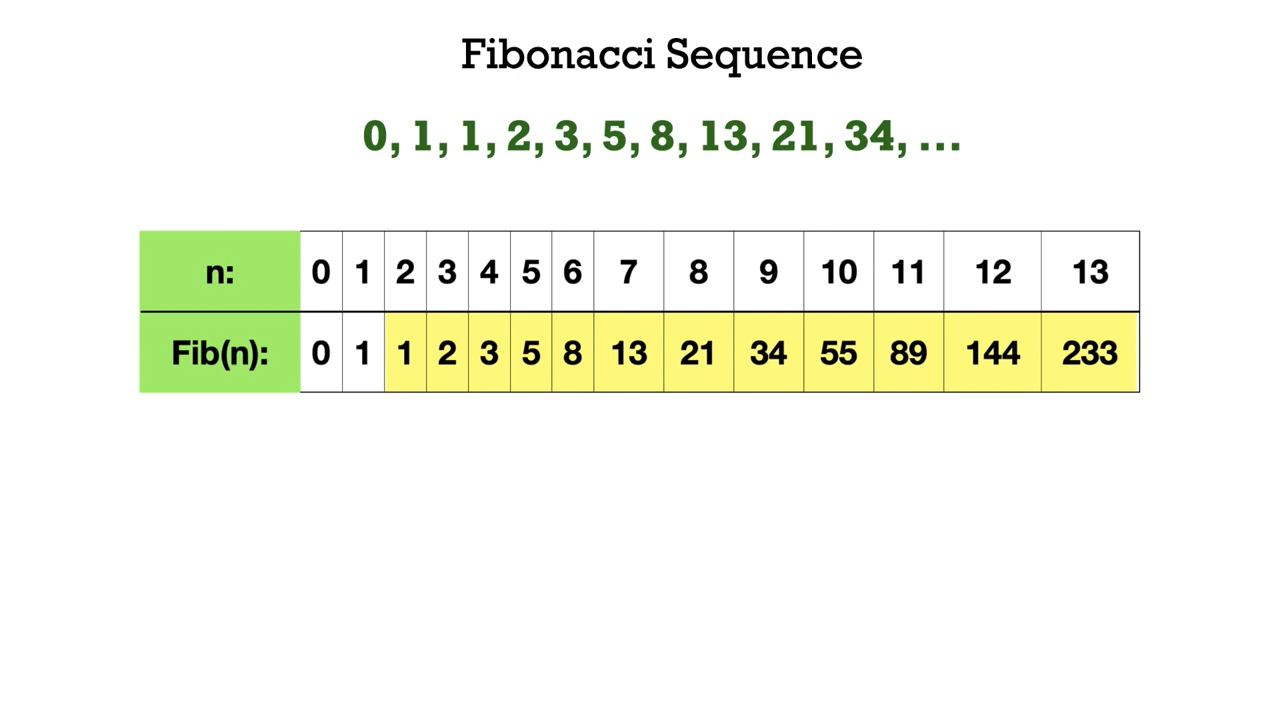 Fibonacci Sequence
0, 1, 1, 2, 3, 5, 8, 13, 21, 34, ...
n: 0 1 2 3 4 5 6 7 8 9 10 11 12 13
Fib(n): 0 1 1 2 3 5 8 13 21 34 55 89 144 233